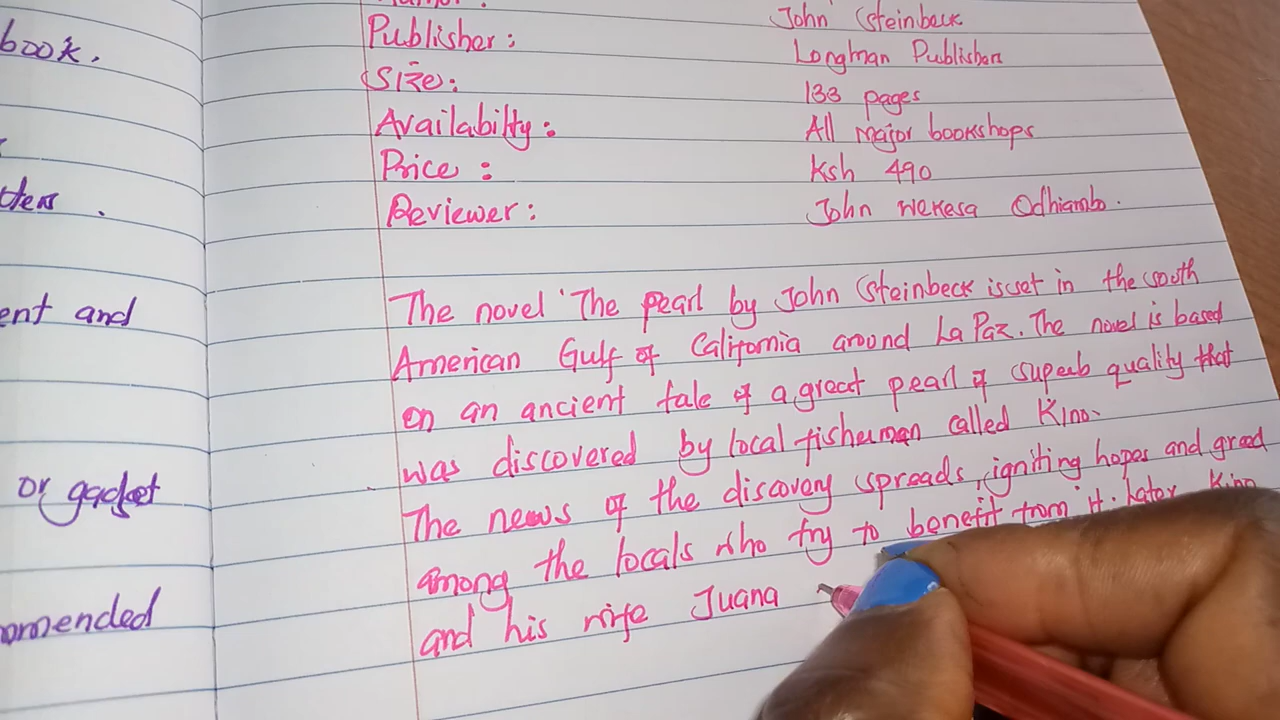 book.
John Steinbeck
Publisher: Longman Publishers
Size: 133 pages
Availabilty: All major bookshops
Price: Ksh 490
Reviewer: John Wekesa Odhiambo.
ent and
or gadget
ommended
The novel 'The pearl by John Steinbeck is set in the south
American Gulf of California around La Paz. The novel is based
on an ancient tale of a great pearl of superb quality that
was discovered by local fisherman called Kino.
The news of the discovery spreads, igniting hopes and greed
among the locals who try to benefit from it. Later Kino
and his wife Juana